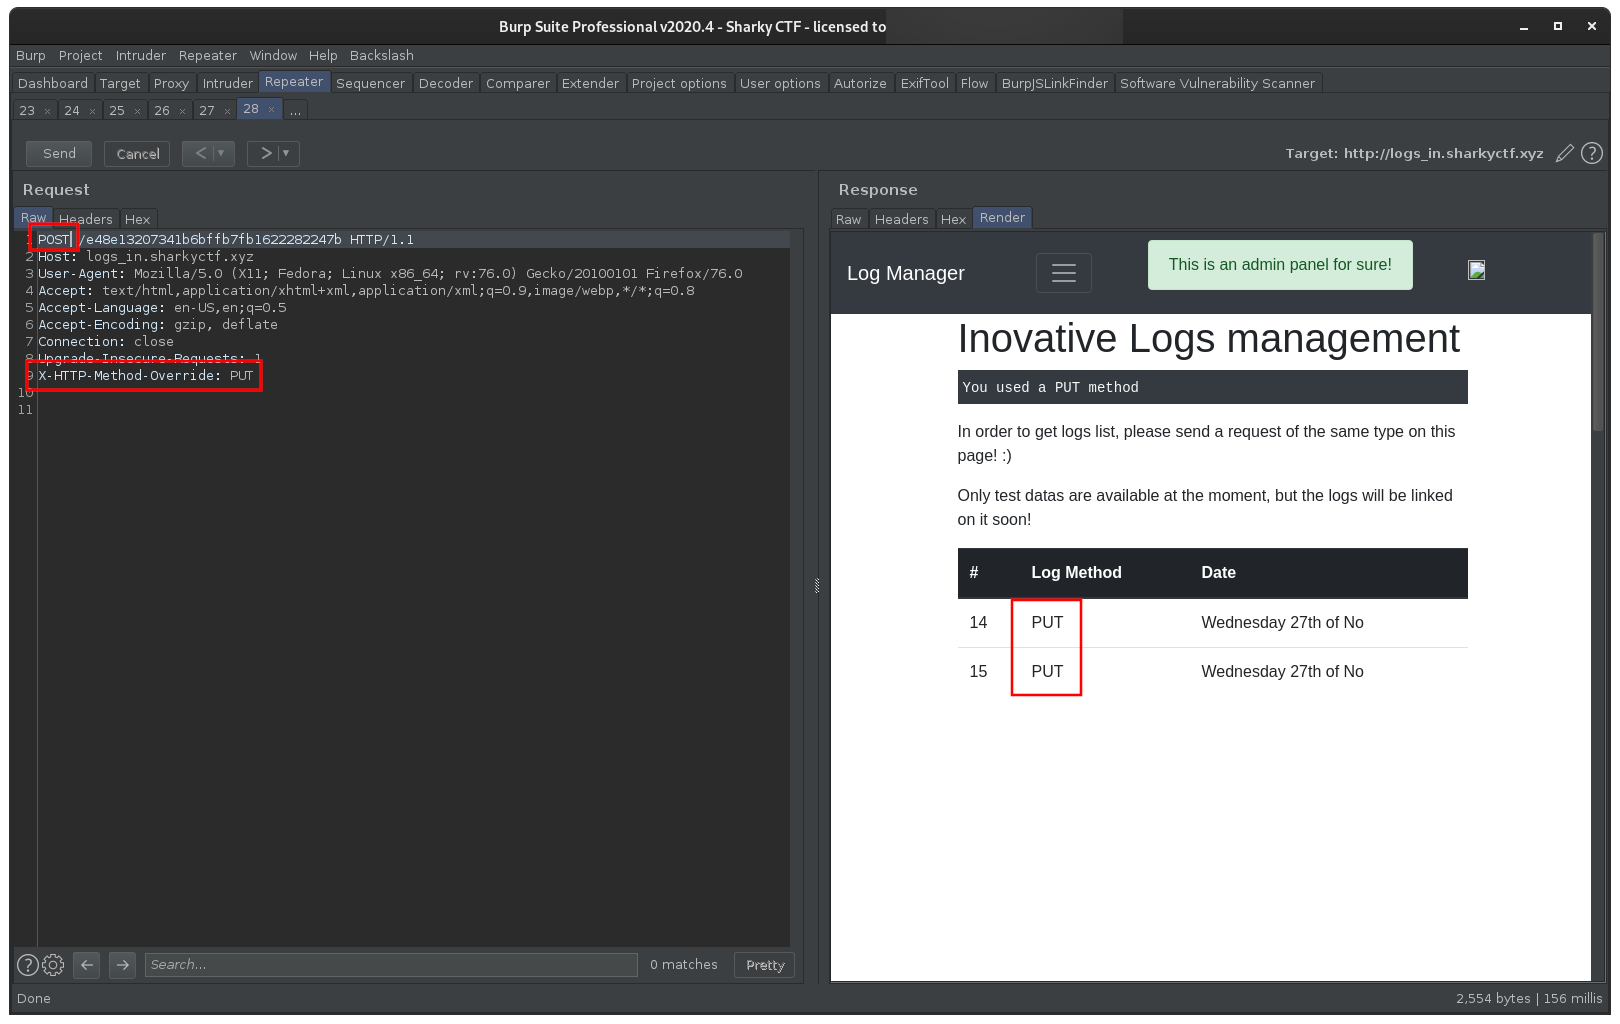 Burp Suite Professional v2020.4 - Sharky CTF - licensed to
Burp Project Intruder Repeater Window Help Backslash
Dashboard Target Proxy Intruder Repeater Sequencer Decoder Comparer Extender Project options User options Autorize ExifTool Flow BurpJSLinkFinder Software Vulnerability Scanner
23 × 24 × 25 × 26 × 27 × 28 × ...
Send Cancel < > Target: http://logs_in.sharkyctf.xyz ?
Request
Raw Headers Hex
1 POST /e48e13207341b6bffb7fb1622282247b HTTP/1.1
2 Host: logs_in.sharkyctf.xyz
3 User-Agent: Mozilla/5.0 (X11; Fedora; Linux x86_64; rv:76.0) Gecko/20100101 Firefox/76.0
4 Accept: text/html,application/xhtml+xml,application/xml;q=0.9,image/webp,*/*;q=0.8
5 Accept-Language: en-US,en;q=0.5
6 Accept-Encoding: gzip, deflate
7 Connection: close
8 Upgrade-Insecure-Requests: 1
9 X-HTTP-Method-Override: PUT
10
11
? Search... 0 matches Pretty
Response
Raw Headers Hex Render
Log Manager
This is an admin panel for sure!
Inovative Logs management
You used a PUT method
In order to get logs list, please send a request of the same type on this
page! :)
Only test datas are available at the moment, but the logs will be linked
on it soon!
# Log Method Date
14 PUT Wednesday 27th of No
15 PUT Wednesday 27th of No
Done 2,554 bytes | 156 millis